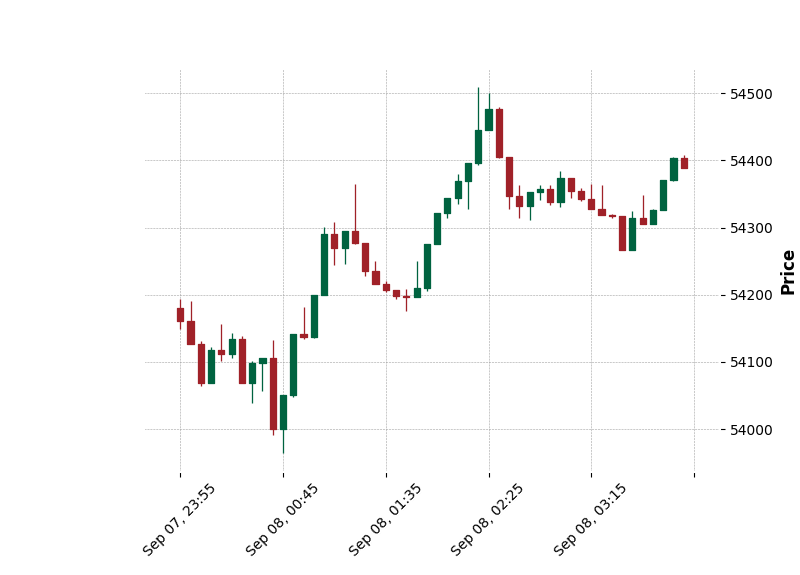 54500
54400
54300
54200
54100
54000
Price
Sep 07, 23:55
Sep 08, 00:45
Sep 08, 01:35
Sep 08, 02:25
Sep 08, 03:15